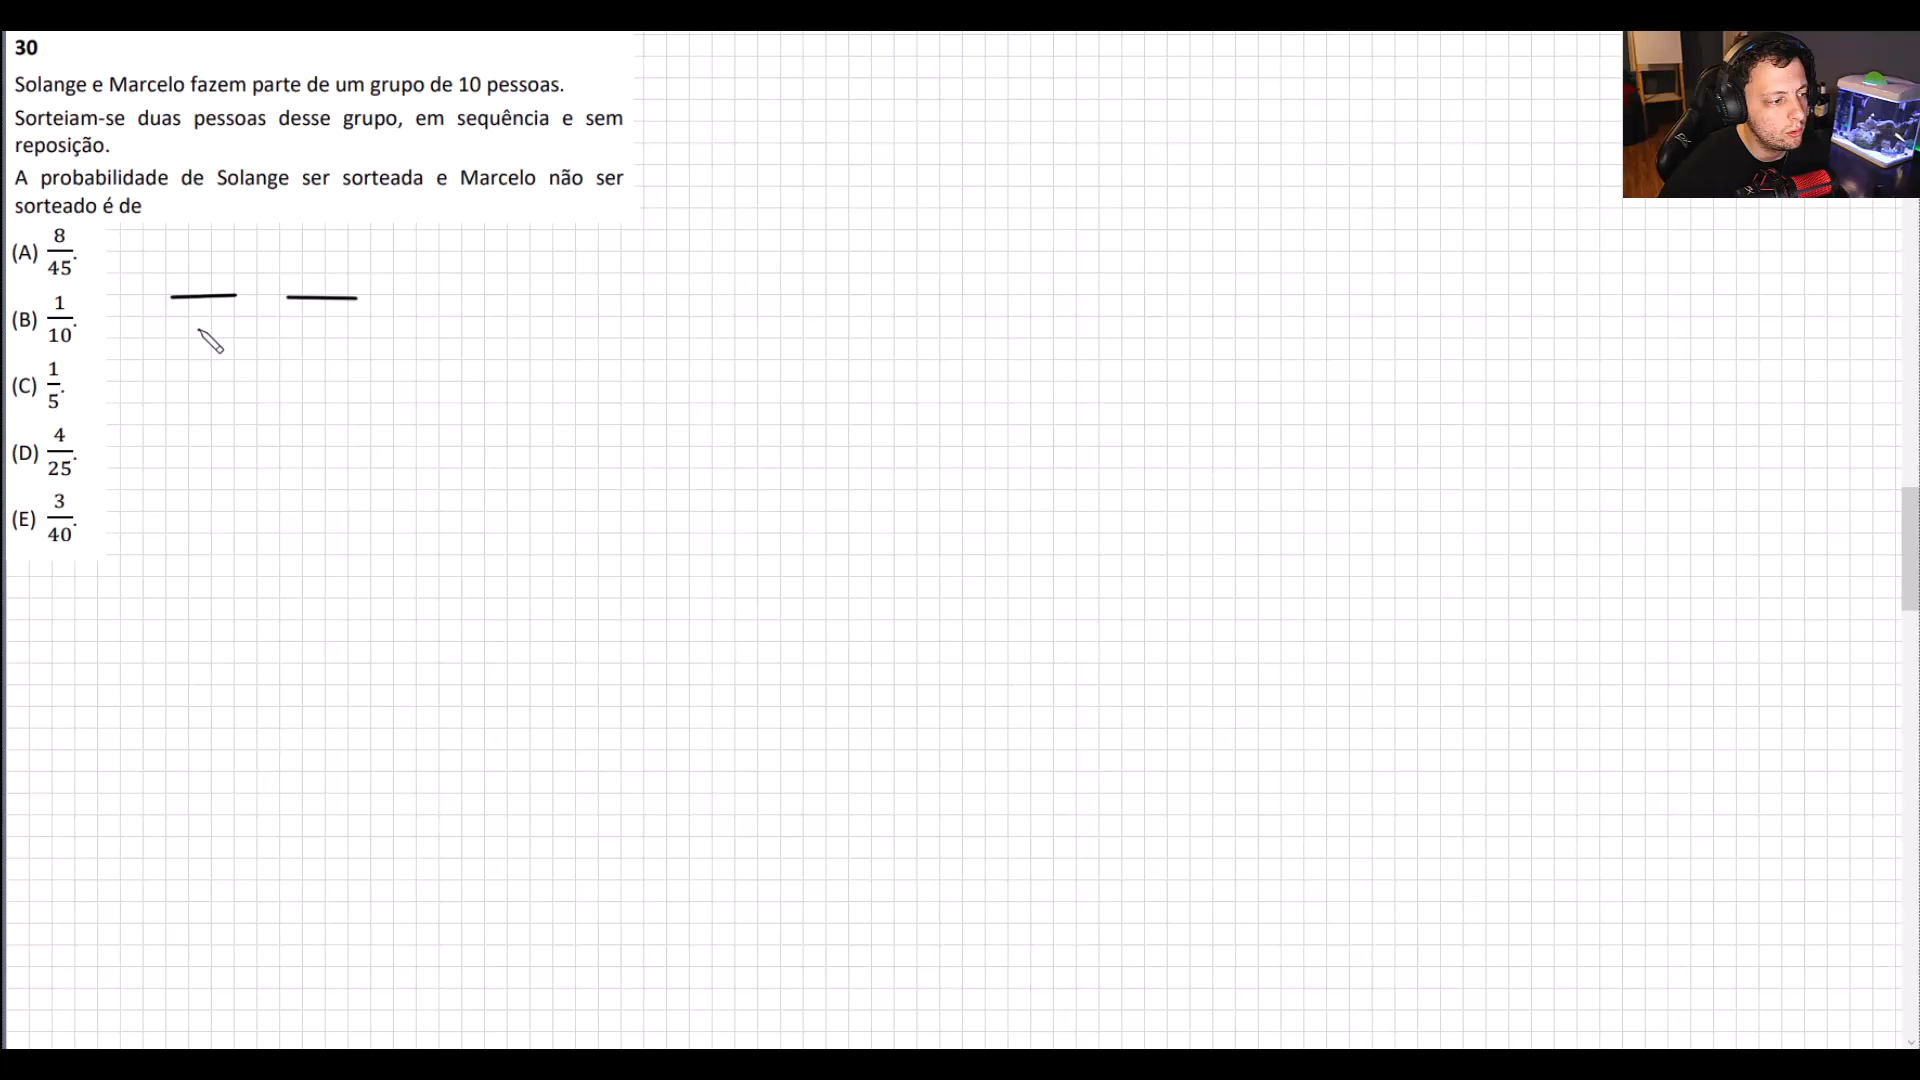 30
Solange e Marcelo fazem parte de um grupo de 10 pessoas.
Sorteiam-se duas pessoas desse grupo, em sequência e sem
reposição.
A probabilidade de Solange ser sorteada e Marcelo não ser
sorteado é de
(A) 8/45.
(B) 1/10.
(C) 1/5.
(D) 4/25.
(E) 3/40.